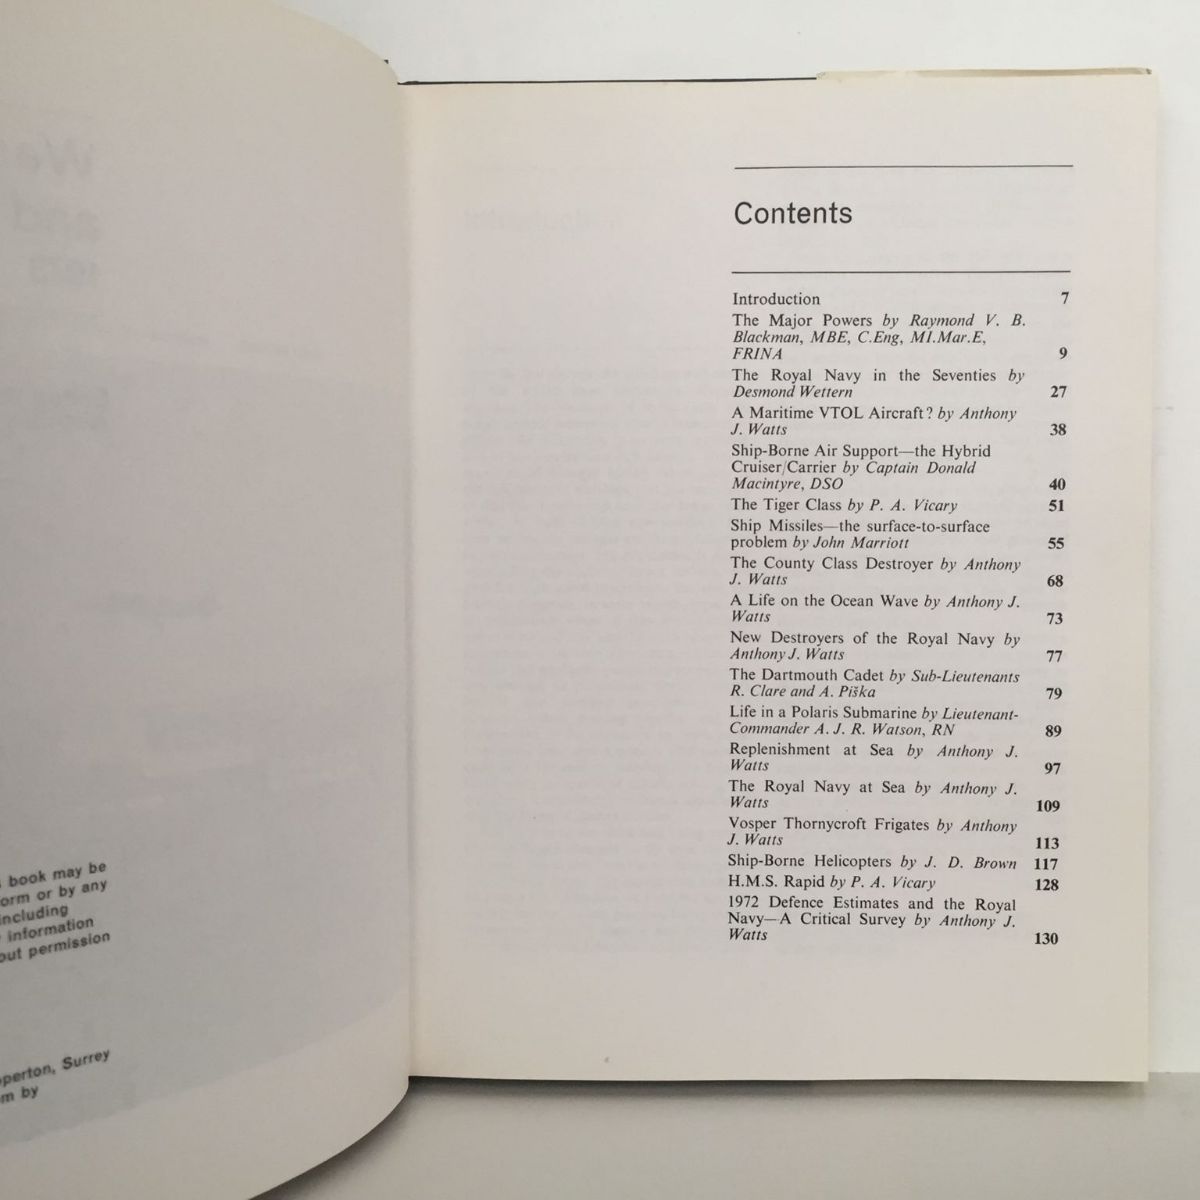 book may be
orm or by any
including
information
out permission
perton, Surrey
m by
Contents
Introduction 7
The Major Powers by Raymond V. B.
Blackman, MBE, C.Eng, MI.Mar.E,
FRINA 9
The Royal Navy in the Seventies by
Desmond Wettern 27
A Maritime VTOL Aircraft? by Anthony
J. Watts 38
Ship-Borne Air Support—the Hybrid
Cruiser/Carrier by Captain Donald
Macintyre, DSO 40
The Tiger Class by P. A. Vicary 51
Ship Missiles—the surface-to-surface
problem by John Marriott 55
The County Class Destroyer by Anthony
J. Watts 68
A Life on the Ocean Wave by Anthony J.
Watts 73
New Destroyers of the Royal Navy by
Anthony J. Watts 77
The Dartmouth Cadet by Sub-Lieutenants
R. Clare and A. Piška 79
Life in a Polaris Submarine by Lieutenant-
Commander A. J. R. Watson, RN 89
Replenishment at Sea by Anthony J.
Watts 97
The Royal Navy at Sea by Anthony J.
Watts 109
Vosper Thornycroft Frigates by Anthony
J. Watts 113
Ship-Borne Helicopters by J. D. Brown 117
H.M.S. Rapid by P. A. Vicary 128
1972 Defence Estimates and the Royal
Navy—A Critical Survey by Anthony J.
Watts 130